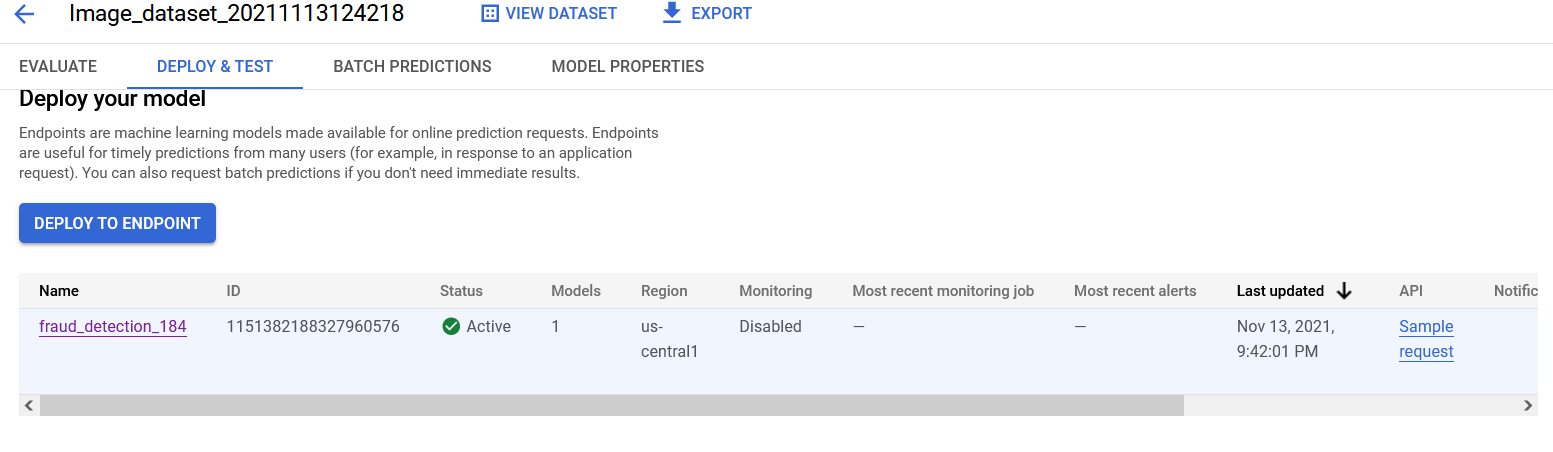 Image_dataset_20211113124218 VIEW DATASET EXPORT
EVALUATE DEPLOY & TEST BATCH PREDICTIONS MODEL PROPERTIES
Deploy your model
Endpoints are machine learning models made available for online prediction requests. Endpoints
are useful for timely predictions from many users (for example, in response to an application
request). You can also request batch predictions if you don't need immediate results.
DEPLOY TO ENDPOINT
Name ID Status Models Region Monitoring Most recent monitoring job Most recent alerts Last updated API Notific
fraud_detection_184 1151382188327960576 Active 1 us- Disabled — — Nov 13, 2021, Sample
central1 9:42:01 PM request